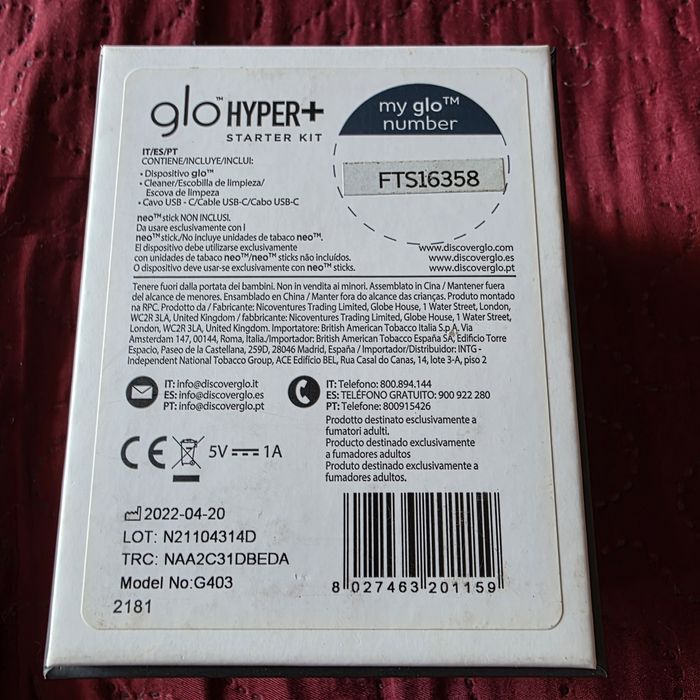 glo™ HYPER+
STARTER KIT
my glo™
number
FTS16358
IT/ES/PT
CONTIENE/INCLUYE/INCLUI:
• Dispositivo glo™
• Cleaner/Escobilla de limpieza/
Escova de limpeza
• Cavo USB - C/Cable USB-C/Cabo USB-C
neo™ stick NON INCLUSI.
Da usare esclusivamente con I
neo™ stick./No incluye unidades de tabaco neo™.
El dispositivo debe utilizarse exclusivamente
con unidades de tabaco neo™/neo™ sticks não incluídos.
O dispositivo deve usar-se exclusivamente com neo™ sticks.
www.discoverglo.com
www.discoverglo.es
www.discoverglo.pt
Tenere fuori dalla portata dei bambini. Non in vendita ai minori. Assemblato in Cina / Mantener fuera
del alcance de menores. Ensamblado en China / Manter fora do alcance das crianças. Produto montado
na RPC. Prodotto da / Fabricante: Nicoventures Trading Limited, Globe House, 1 Water Street, London,
WC2R 3LA, United Kingdom / fabbricante: Nicoventures Trading Limited, Globe House, 1 Water Street,
London, WC2R 3LA, United Kingdom. Importatore: British American Tobacco Italia S.p.A. Via
Amsterdam 147, 00144, Roma, Italia./Importador: British American Tobacco España SA, Edificio Torre
Espacio, Paseo de la Castellana, 259D, 28046 Madrid, España / Importador/Distribuidor: INTG -
Independent National Tobacco Group, ACE Edifício BEL, Rua Casal do Canas, 14, lote 3-A, piso 2
IT: info@discoverglo.it
ES: info@discoverglo.es
PT: info@discoverglo.pt
IT: Telefono: 800.894.144
ES: TELÉFONO GRATUITO: 900 922 280
PT: Telefone: 800915426
Prodotto destinato esclusivamente a
fumatori adulti.
Producto destinado exclusivamente
a fumadores adultos
Produto destinado exclusivamente a
fumadores adultos.
CE
5V 1A
2022-04-20
LOT: N21104314D
TRC: NAA2C31DBEDA
Model No:G403
2181
8 027463 201159